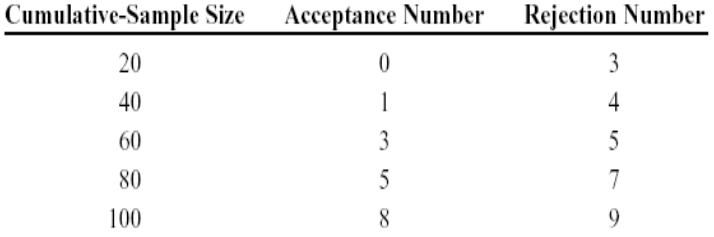 Cumulative-Sample Size Acceptance Number Rejection Number
20 0 3
40 1 4
60 3 5
80 5 7
100 8 9